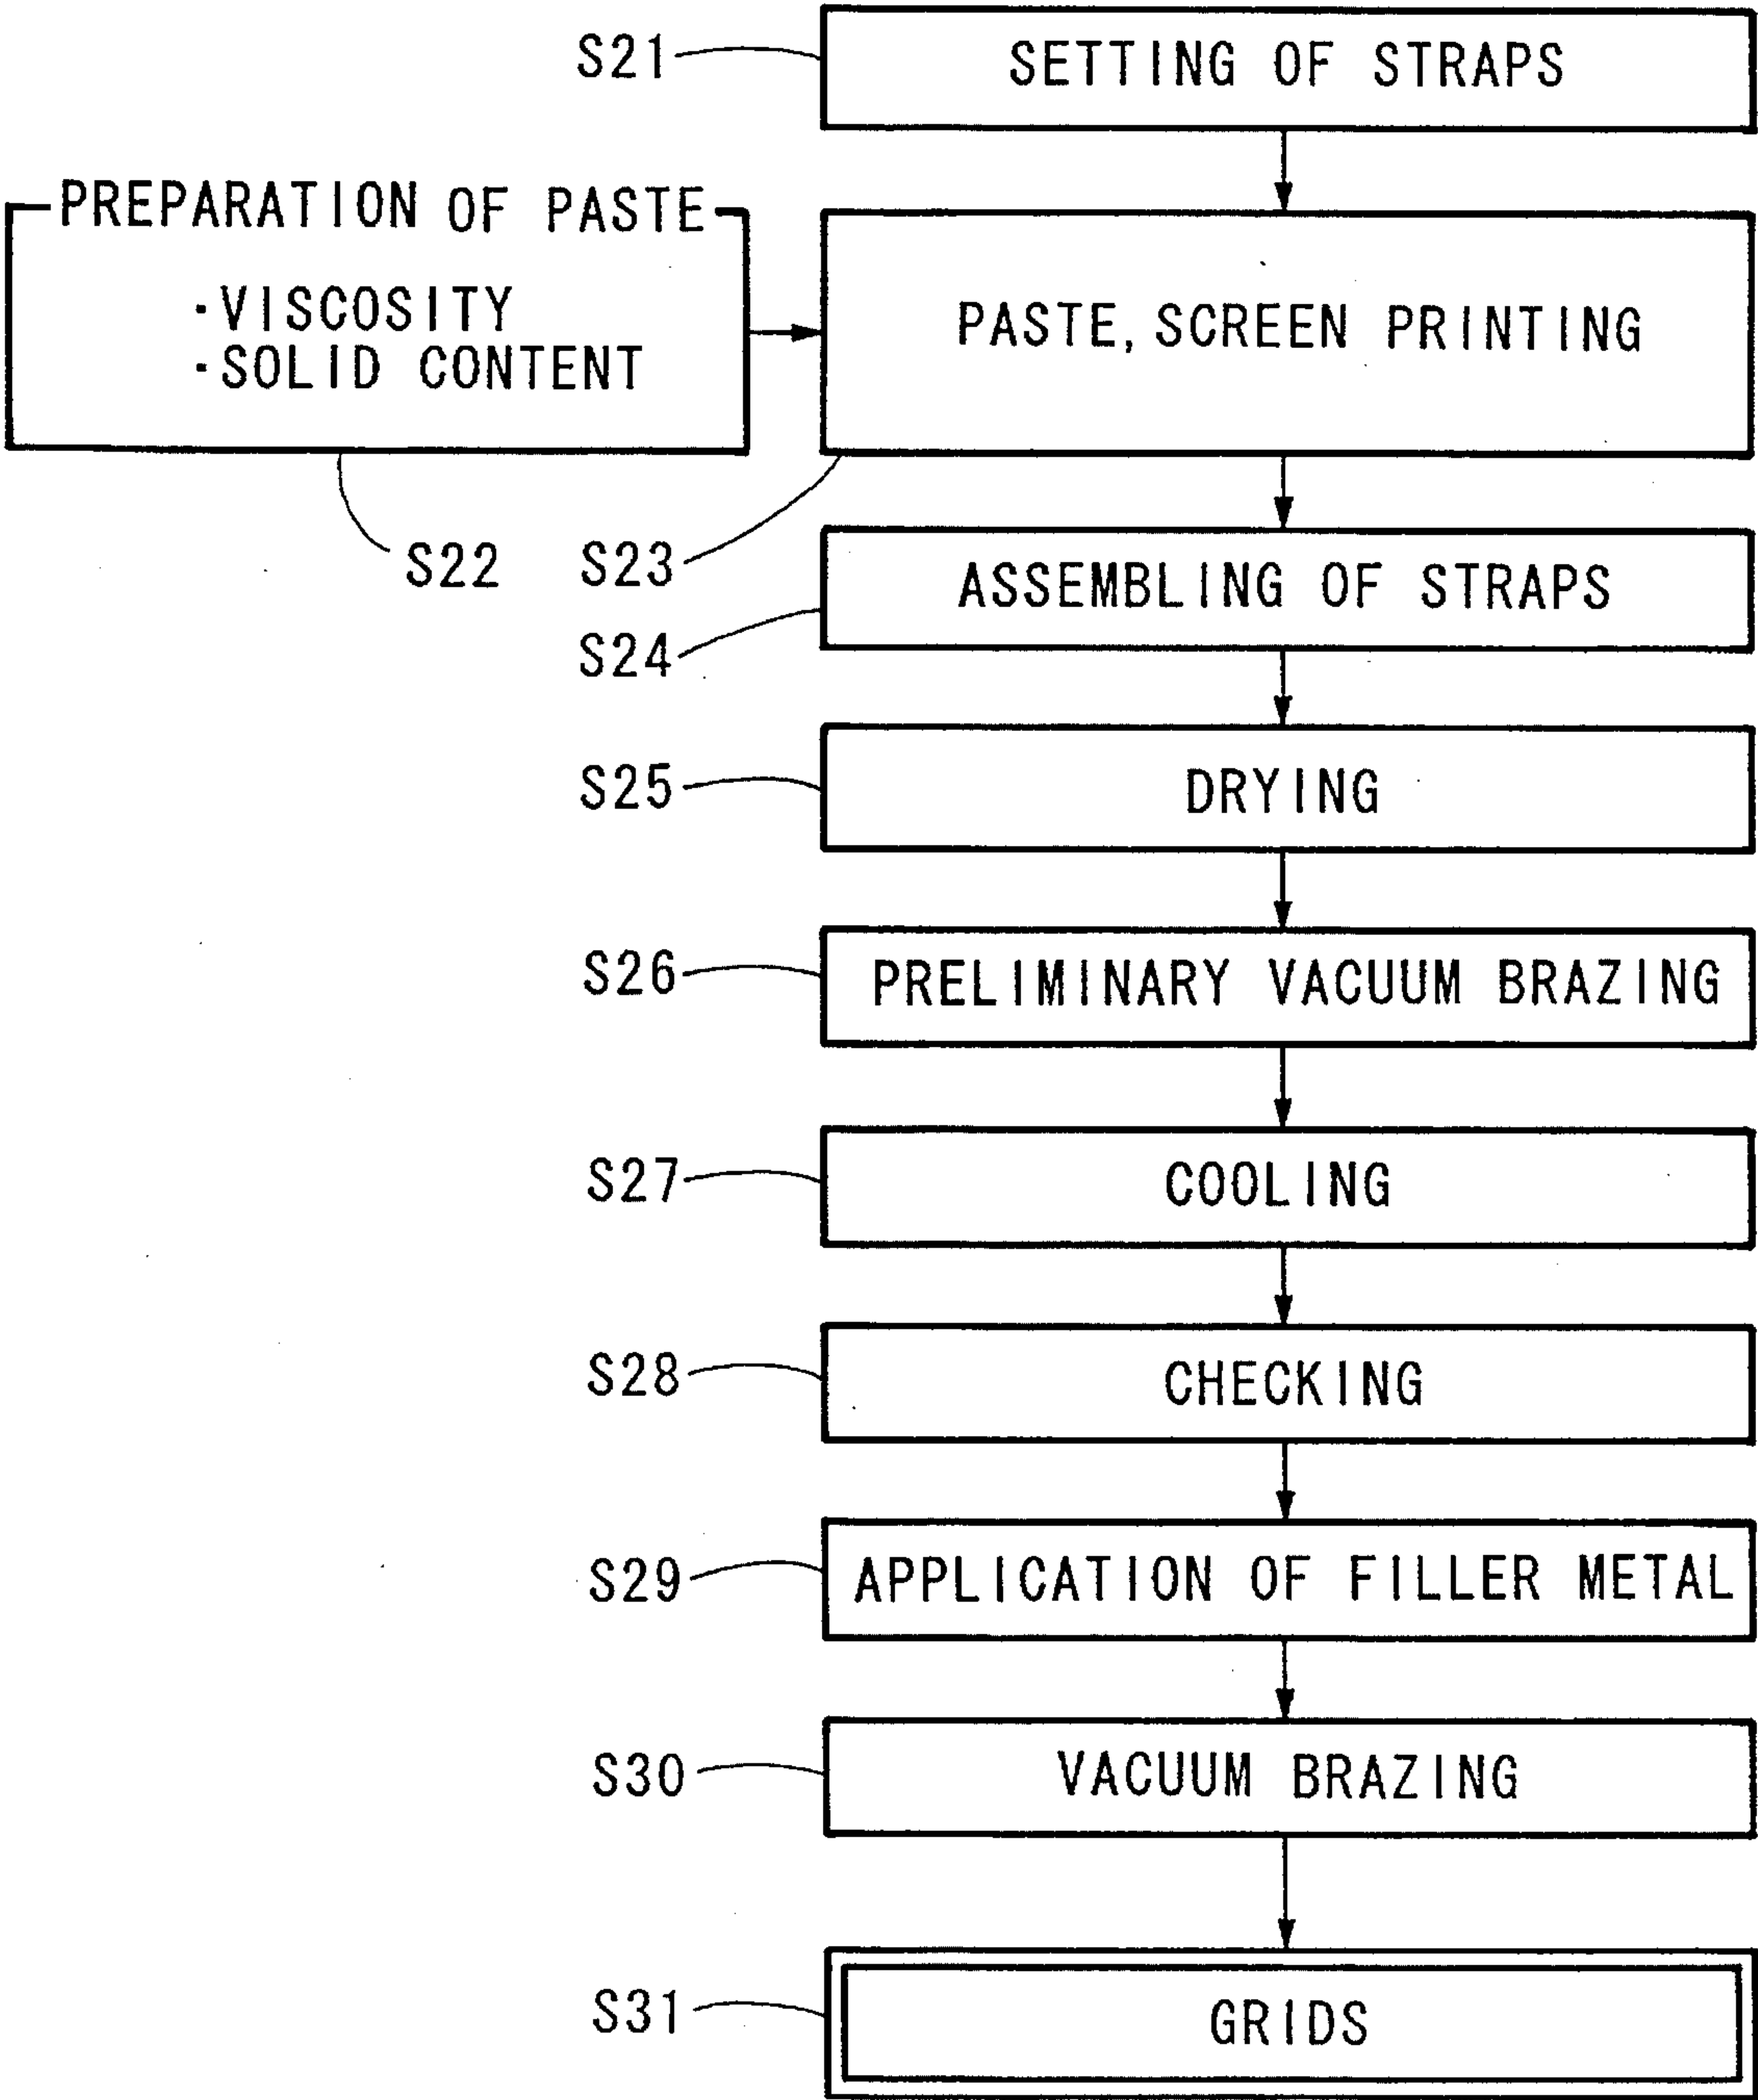 S21
SETTING OF STRAPS
PREPARATION OF PASTE
·VISCOSITY
·SOLID CONTENT
PASTE, SCREEN PRINTING
S22
S23
ASSEMBLING OF STRAPS
S24
S25
DRYING
S26
PRELIMINARY VACUUM BRAZING
S27
COOLING
S28
CHECKING
S29
APPLICATION OF FILLER METAL
S30
VACUUM BRAZING
S31
GRIDS